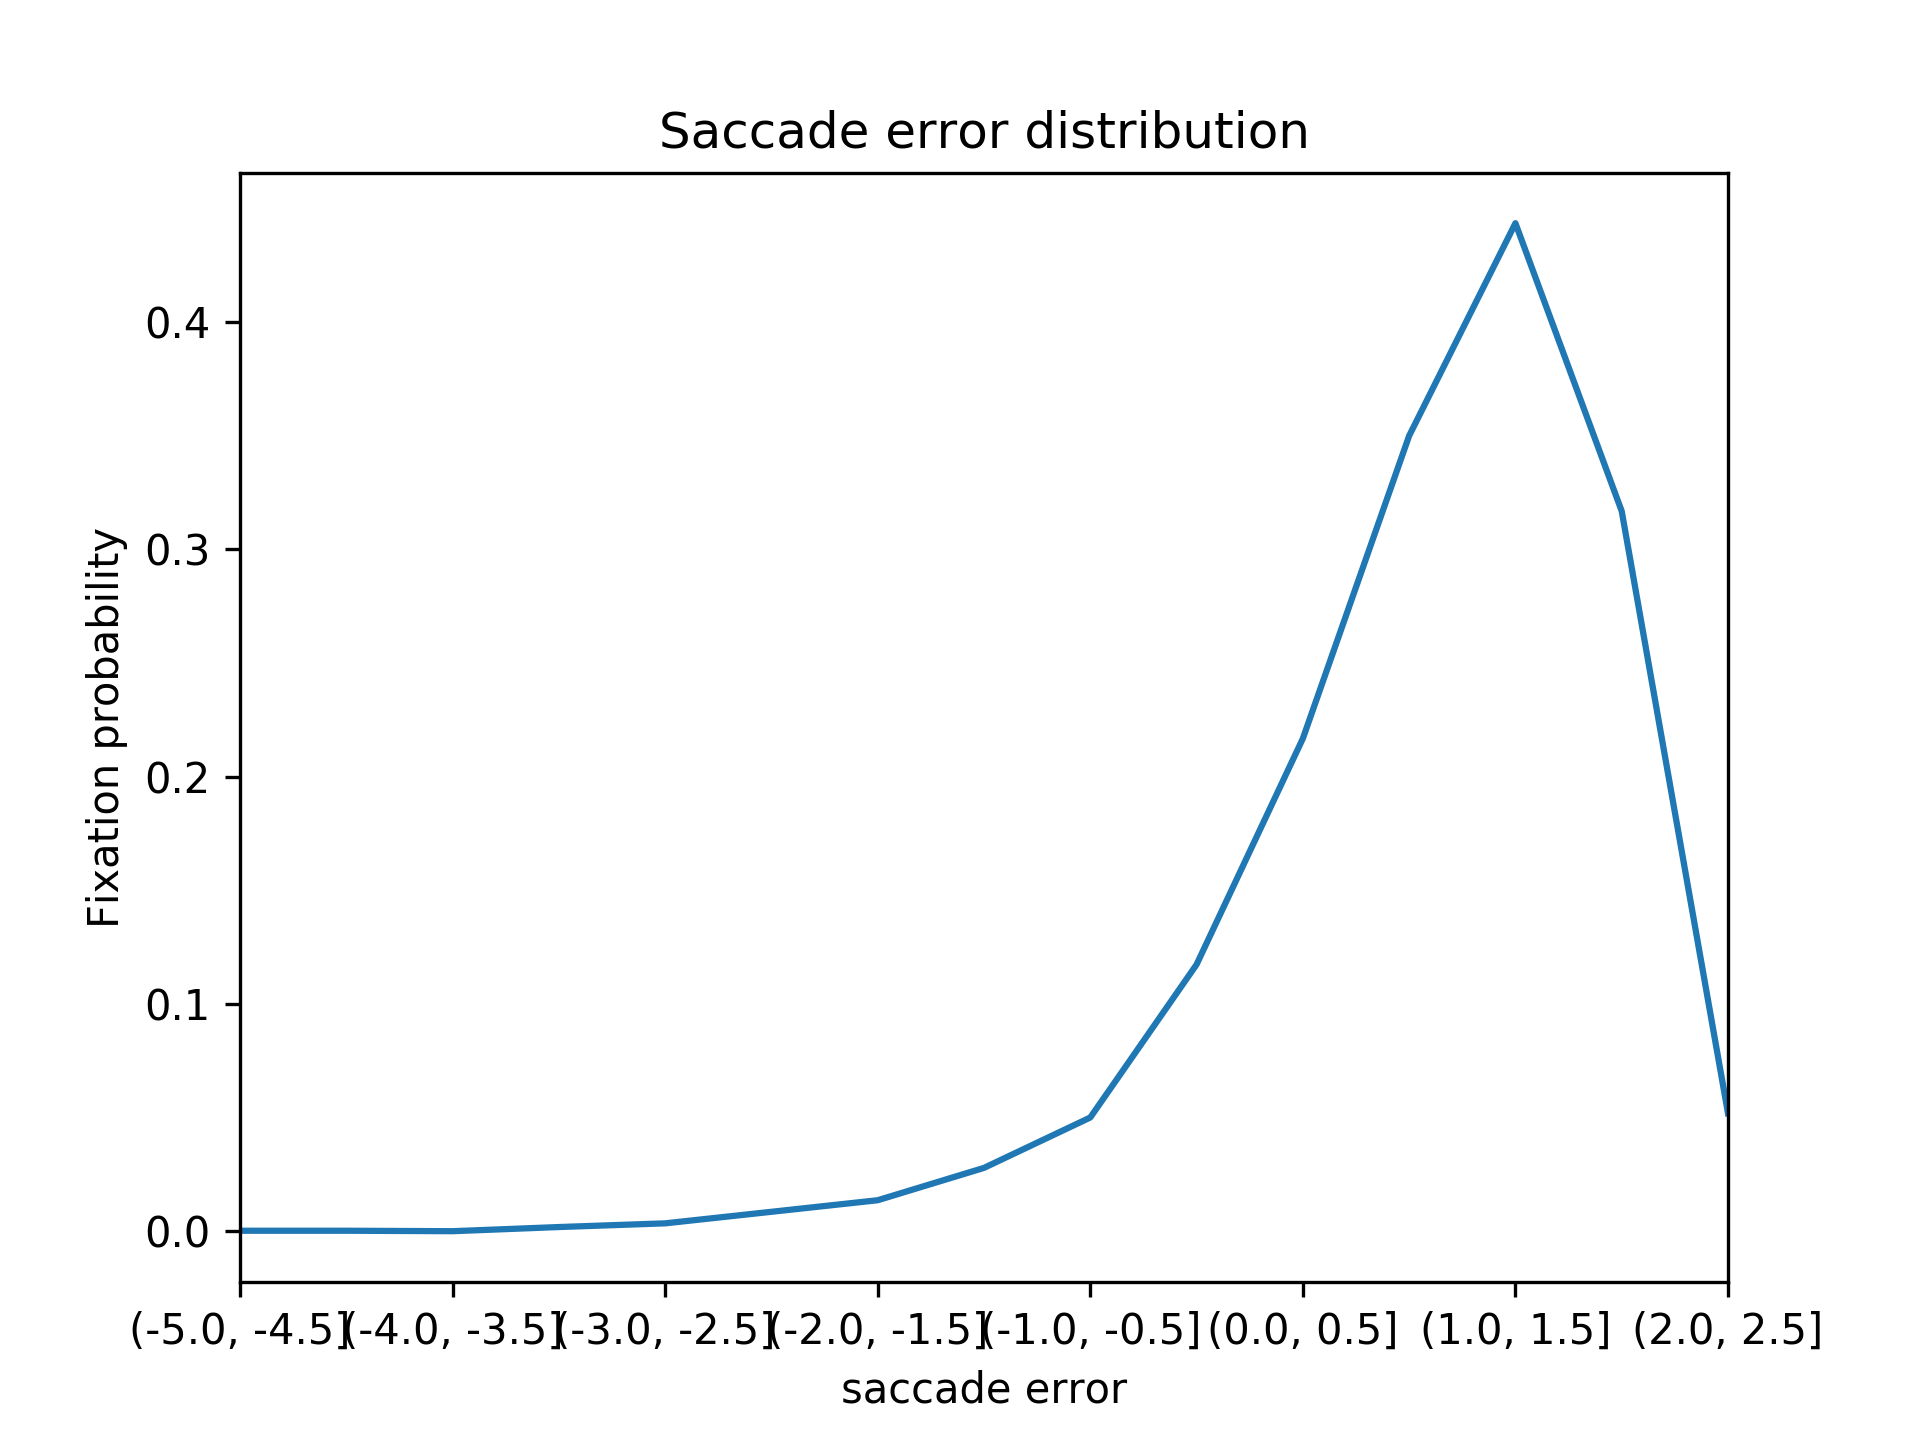 Saccade error distribution
Fixation probability
0.4
0.3
0.2
0.1
0.0
(-5.0, -4.5] (-4.0, -3.5] (-3.0, -2.5] (-2.0, -1.5] (-1.0, -0.5] (0.0, 0.5] (1.0, 1.5] (2.0, 2.5]
saccade error